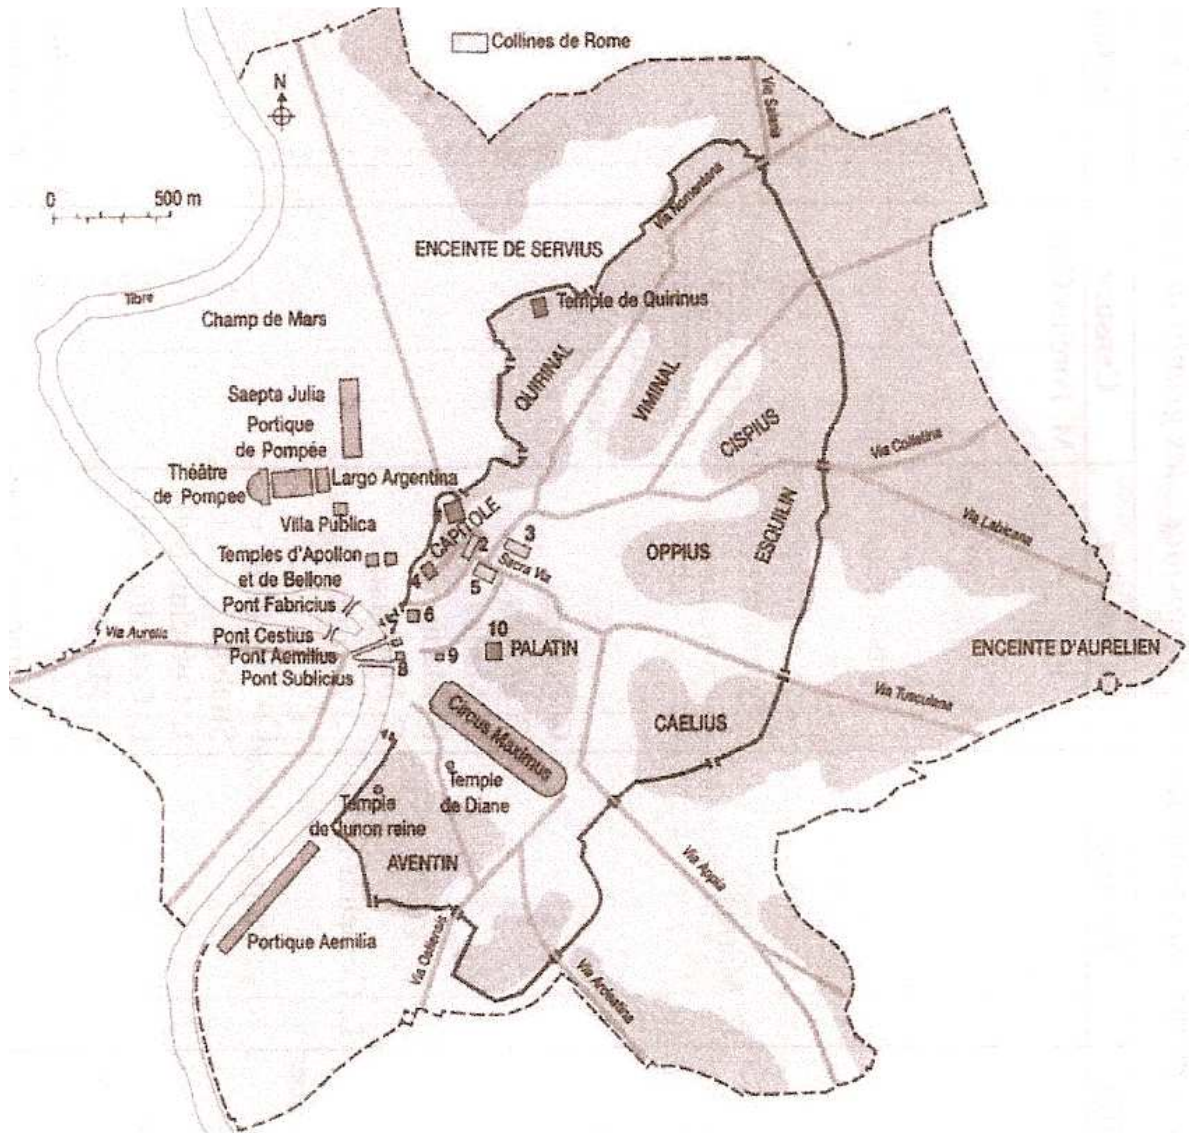 Collines de Rome
N
0
500 m
Via Salaria
Via Nomentana
ENCEINTE DE SERVIUS
Tibre
Temple de Quirinus
Champ de Mars
QUIRINAL
VIMINAL
Saepta Julia
CISPIUS
Portique
de Pompée
Via Collatina
Théâtre
de Pompee
Largo Argentina
CAPITOLE
Villa Publica
ESQUILIN
Via Labicana
2
3
OPPIUS
Temples d'Apollon
et de Bellone
Sacra Via
4
5
Pont Fabricius
6
7
Via Aurelia
Pont Cestius
10
PALATIN
ENCEINTE D'AURELIEN
Pont Aemilius
8
9
Pont Sublicius
Via Tusculana
Circus Maximus
CAELIUS
Temple
de Diane
Temple
de Junon reine
AVENTIN
Via Appia
Portique Aemilia
Via Ostiensis
Via Ardeatina